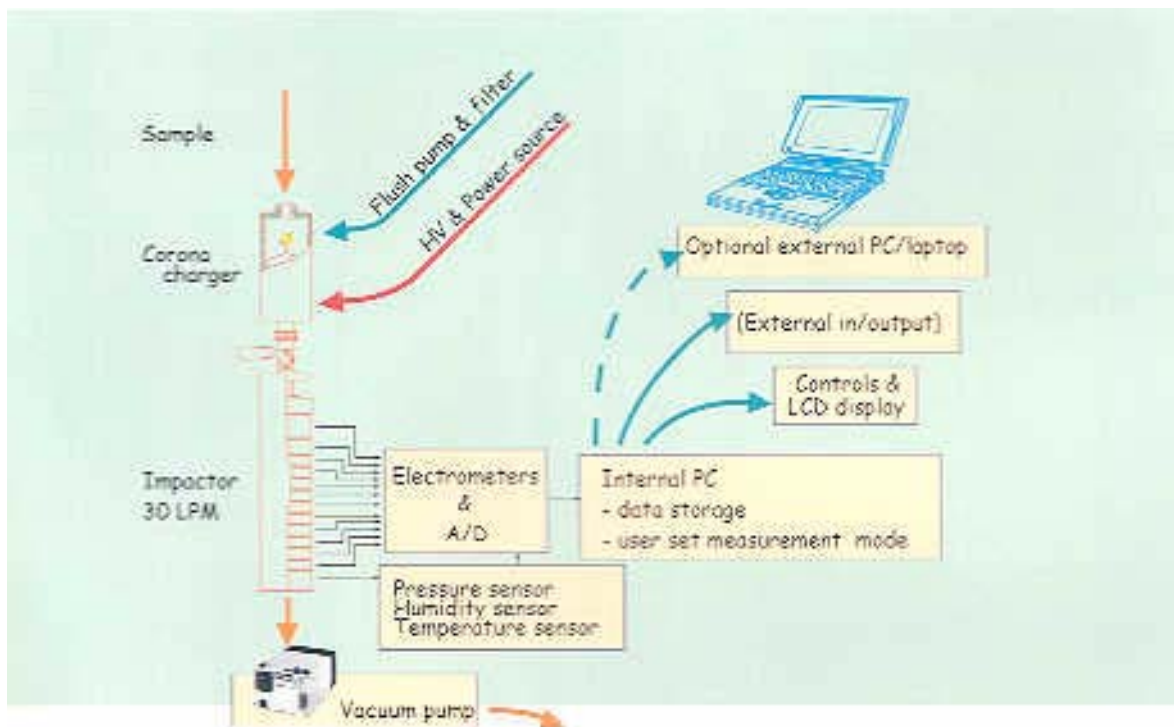 Sample
Flush pump & filter
HV & Power source
Corona
charger
Optional external PC/laptop
(External in/output)
Controls &
LCD display
Impactor
30 LPM
Electrometers
&
A/D
Internal PC
- data storage
- user set measurement mode
Pressure sensor
Humidity sensor
Temperature sensor
Vacuum pump